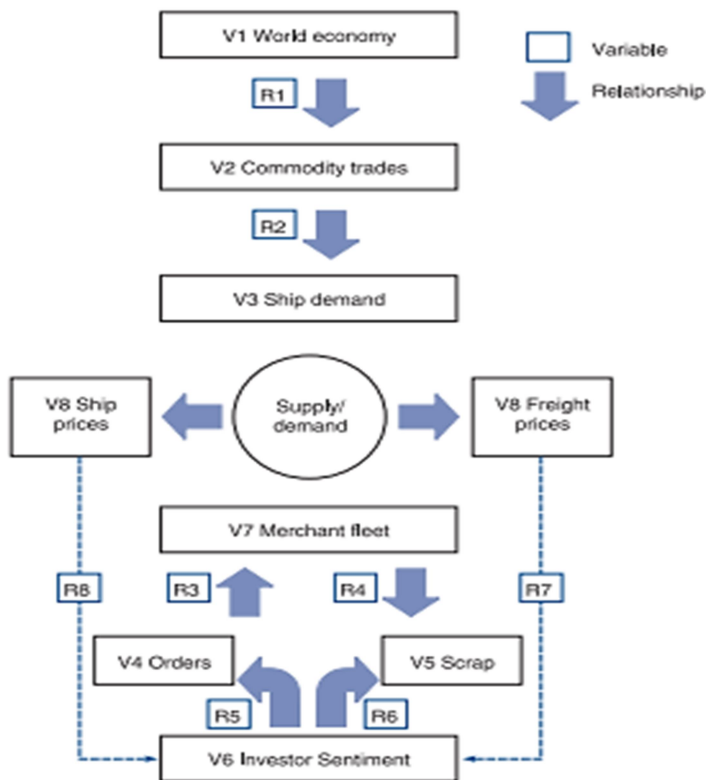 V1 World economy
Variable
R1
Relationship
V2 Commodity trades
R2
V3 Ship demand
V8 Ship
prices
Supply/
demand
V8 Freight
prices
V7 Merchant fleet
R8
R3
R4
R7
V4 Orders
V5 Scrap
R5
R6
V6 Investor Sentiment